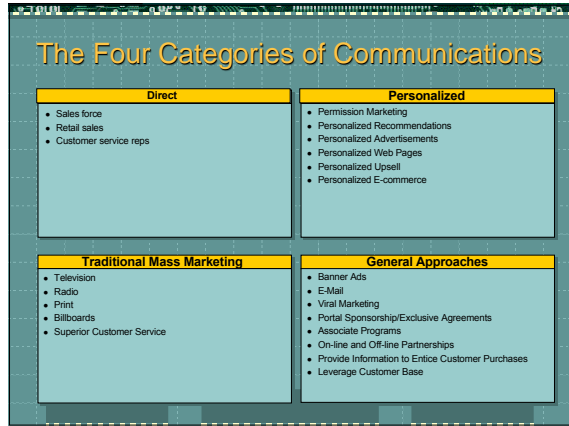 The Four Categories of Communications
Direct
• Sales force
• Retail sales
• Customer service reps
Personalized
• Permission Marketing
• Personalized Recommendations
• Personalized Advertisements
• Personalized Web Pages
• Personalized Upsell
• Personalized E-commerce
Traditional Mass Marketing
• Television
• Radio
• Print
• Billboards
• Superior Customer Service
General Approaches
• Banner Ads
• E-Mail
• Viral Marketing
• Portal Sponsorship/Exclusive Agreements
• Associate Programs
• On-line and Off-line Partnerships
• Provide Information to Entice Customer Purchases
• Leverage Customer Base